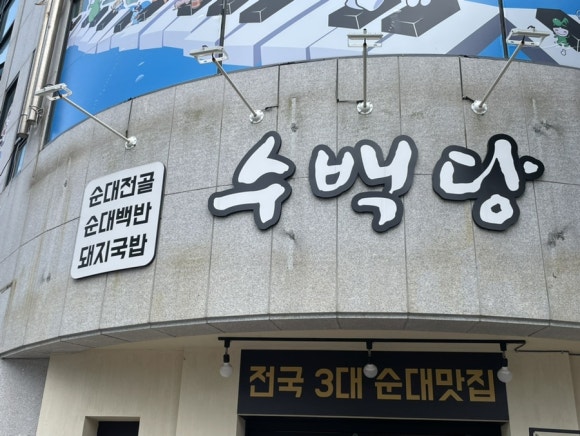 순대전골
순대백반
돼지국밥
수백당
전국 3대 순대맛집